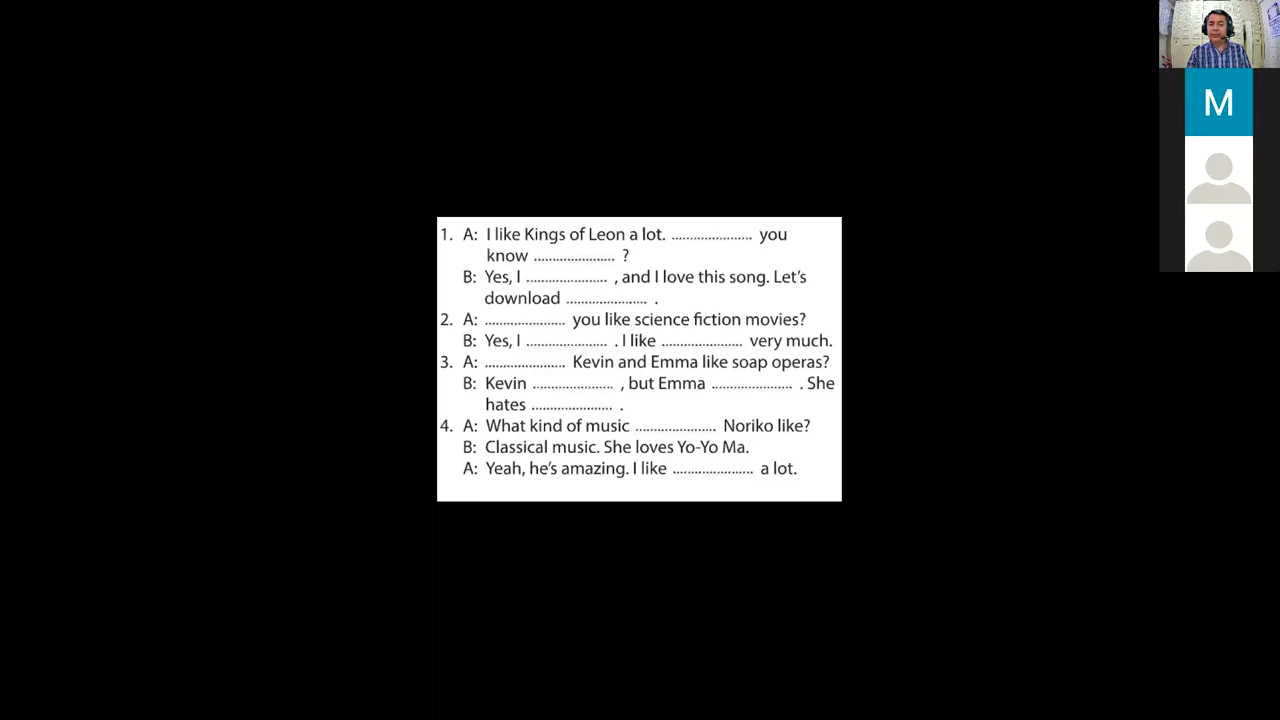 1. A: I like Kings of Leon a lot. ..................... you
know ..................... ?
B: Yes, I ..................... , and I love this song. Let's
download ..................... .
2. A: ..................... you like science fiction movies?
B: Yes, I ..................... . I like ..................... very much.
3. A: ..................... Kevin and Emma like soap operas?
B: Kevin ..................... , but Emma ..................... . She
hates ..................... .
4. A: What kind of music ..................... Noriko like?
B: Classical music. She loves Yo-Yo Ma.
A: Yeah, he's amazing. I like ..................... a lot.
M